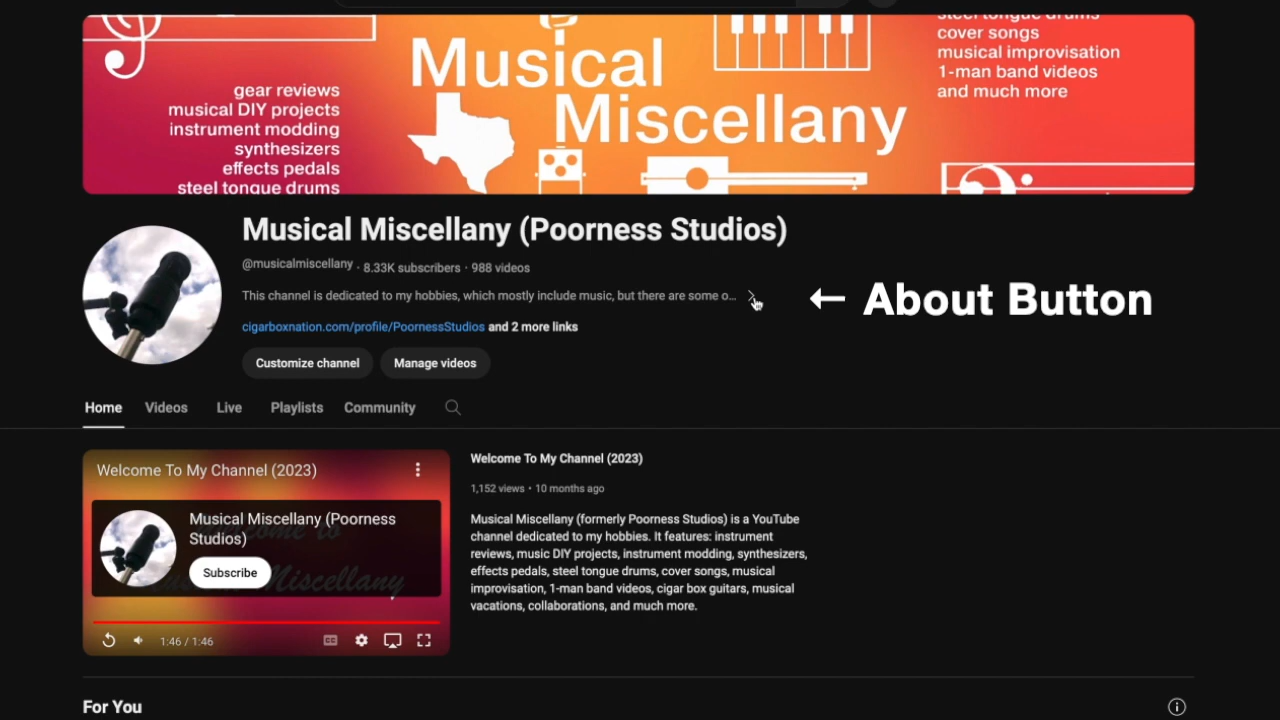 steel tongue drums
cover songs
musical improvisation
1-man band videos
and much more
gear reviews
musical DIY projects
instrument modding
synthesizers
effects pedals
steel tongue drums
Musical
Miscellany
Musical Miscellany (Poorness Studios)
@musicalmiscellany · 8.33K subscribers · 988 videos
This channel is dedicated to my hobbies, which mostly include music, but there are some o...
← About Button
cigarboxnation.com/profile/PoornessStudios and 2 more links
Customize channel
Manage videos
Home
Videos
Live
Playlists
Community
Welcome To My Channel (2023)
Musical Miscellany (Poorness
Studios)
Subscribe
1:46 / 1:46
CC
Welcome To My Channel (2023)
1,152 views • 10 months ago
Musical Miscellany (formerly Poorness Studios) is a YouTube
channel dedicated to my hobbies. It features: instrument
reviews, music DIY projects, instrument modding, synthesizers,
effects pedals, steel tongue drums, cover songs, musical
improvisation, 1-man band videos, cigar box guitars, musical
vacations, collaborations, and much more.
For You